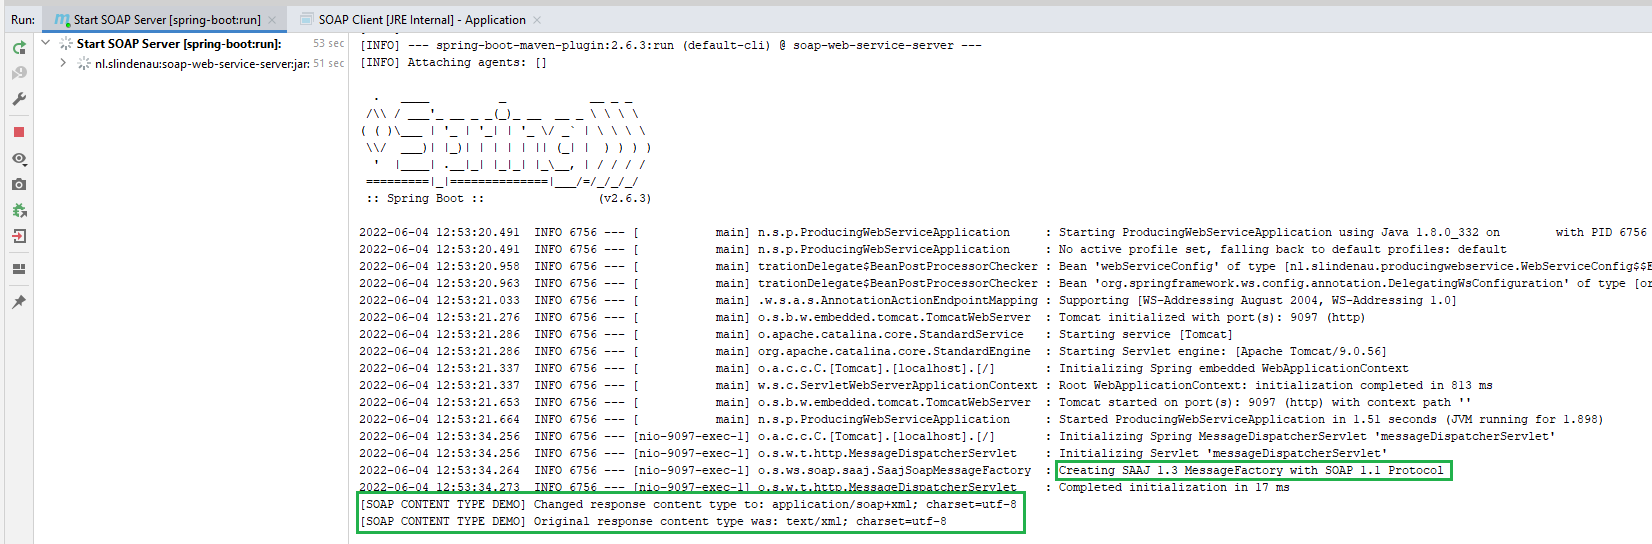 Run: Start SOAP Server [spring-boot:run] × SOAP Client [JRE Internal] - Application ×
Start SOAP Server [spring-boot:run]: 53 sec
nl.slindenau:soap-web-service-server:jar: 51 sec
[INFO] --- spring-boot-maven-plugin:2.6.3:run (default-cli) @ soap-web-service-server ---
[INFO] Attaching agents: []
  .   ____          _            __ _ _
 /\\ / ___'_ __ _ _(_)_ __  __ _ \ \ \ \
( ( )\___ | '_ | '_| | '_ \/ _` | \ \ \ \
 \\/  ___)| |_)| | | | | || (_| |  ) ) ) )
  '  |____| .__|_| |_|_| |_\__, | / / / /
 =========|_|==============|___/=/_/_/_/
 :: Spring Boot ::                (v2.6.3)
2022-06-04 12:53:20.491  INFO 6756 --- [           main] n.s.p.ProducingWebServiceApplication     : Starting ProducingWebServiceApplication using Java 1.8.0_332 on        with PID 6756
2022-06-04 12:53:20.491  INFO 6756 --- [           main] n.s.p.ProducingWebServiceApplication     : No active profile set, falling back to default profiles: default
2022-06-04 12:53:20.958  INFO 6756 --- [           main] trationDelegate$BeanPostProcessorChecker : Bean 'webServiceConfig' of type [nl.slindenau.producingwebservice.WebServiceConfig$$E
2022-06-04 12:53:20.963  INFO 6756 --- [           main] trationDelegate$BeanPostProcessorChecker : Bean 'org.springframework.ws.config.annotation.DelegatingWsConfiguration' of type [or
2022-06-04 12:53:21.033  INFO 6756 --- [           main] .w.s.a.s.AnnotationActionEndpointMapping : Supporting [WS-Addressing August 2004, WS-Addressing 1.0]
2022-06-04 12:53:21.276  INFO 6756 --- [           main] o.s.b.w.embedded.tomcat.TomcatWebServer  : Tomcat initialized with port(s): 9097 (http)
2022-06-04 12:53:21.286  INFO 6756 --- [           main] o.apache.catalina.core.StandardService   : Starting service [Tomcat]
2022-06-04 12:53:21.286  INFO 6756 --- [           main] org.apache.catalina.core.StandardEngine  : Starting Servlet engine: [Apache Tomcat/9.0.56]
2022-06-04 12:53:21.337  INFO 6756 --- [           main] o.a.c.c.C.[Tomcat].[localhost].[/]       : Initializing Spring embedded WebApplicationContext
2022-06-04 12:53:21.337  INFO 6756 --- [           main] w.s.c.ServletWebServerApplicationContext : Root WebApplicationContext: initialization completed in 813 ms
2022-06-04 12:53:21.653  INFO 6756 --- [           main] o.s.b.w.embedded.tomcat.TomcatWebServer  : Tomcat started on port(s): 9097 (http) with context path ''
2022-06-04 12:53:21.664  INFO 6756 --- [           main] n.s.p.ProducingWebServiceApplication     : Started ProducingWebServiceApplication in 1.51 seconds (JVM running for 1.898)
2022-06-04 12:53:34.256  INFO 6756 --- [nio-9097-exec-1] o.a.c.c.C.[Tomcat].[localhost].[/]       : Initializing Spring MessageDispatcherServlet 'messageDispatcherServlet'
2022-06-04 12:53:34.256  INFO 6756 --- [nio-9097-exec-1] o.s.w.t.http.MessageDispatcherServlet    : Initializing Servlet 'messageDispatcherServlet'
2022-06-04 12:53:34.264  INFO 6756 --- [nio-9097-exec-1] o.s.ws.soap.saaj.SaajSoapMessageFactory  : Creating SAAJ 1.3 MessageFactory with SOAP 1.1 Protocol
2022-06-04 12:53:34.273  INFO 6756 --- [nio-9097-exec-1] o.s.w.t.http.MessageDispatcherServlet    : Completed initialization in 17 ms
[SOAP CONTENT TYPE DEMO] Changed response content type to: application/soap+xml; charset=utf-8
[SOAP CONTENT TYPE DEMO] Original response content type was: text/xml; charset=utf-8